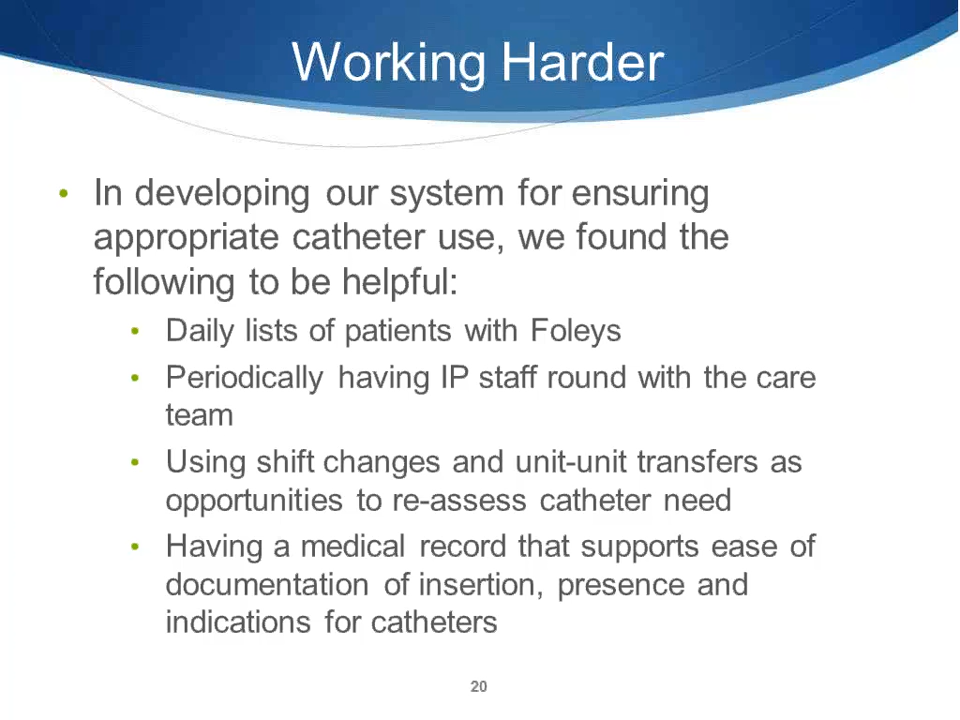 Working Harder
• In developing our system for ensuring
appropriate catheter use, we found the
following to be helpful:
• Daily lists of patients with Foleys
• Periodically having IP staff round with the care
team
• Using shift changes and unit-unit transfers as
opportunities to re-assess catheter need
• Having a medical record that supports ease of
documentation of insertion, presence and
indications for catheters
20